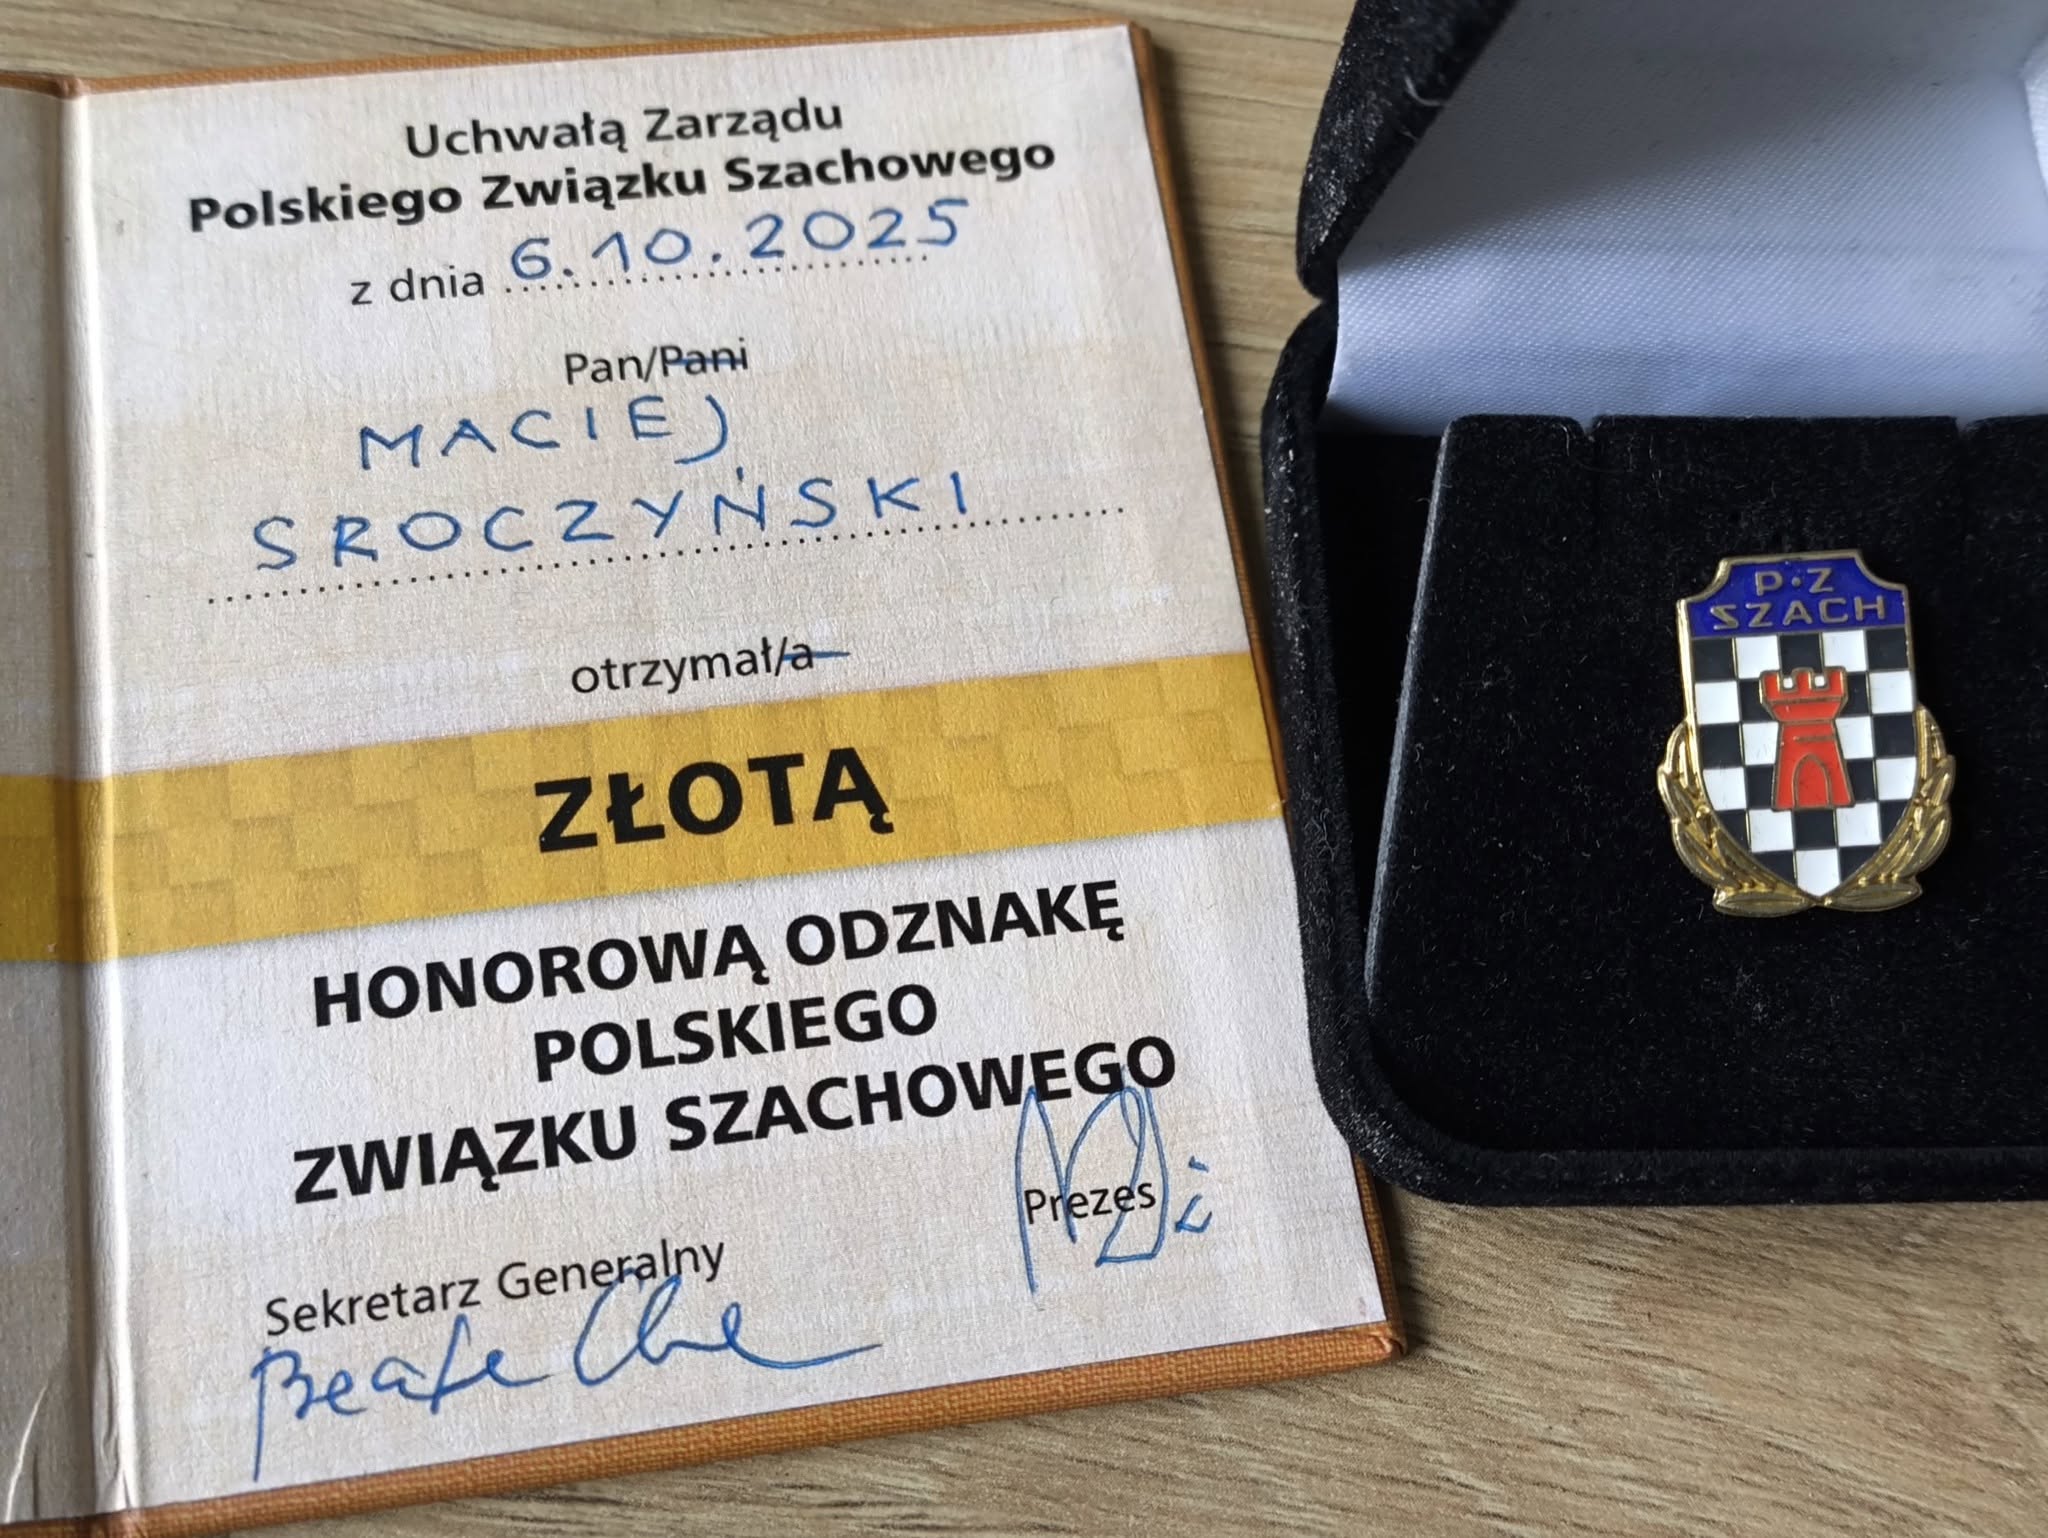 Uchwałą Zarządu
Polskiego Związku Szachowego
z dnia 6.10.2025
Pan/Pani
MACIEJ
SROCZYŃSKI
otrzymał/a
ZŁOTĄ
HONOROWĄ ODZNAKĘ
POLSKIEGO
ZWIĄZKU SZACHOWEGO
Prezes
Sekretarz Generalny
Beata
P·Z
SZACH